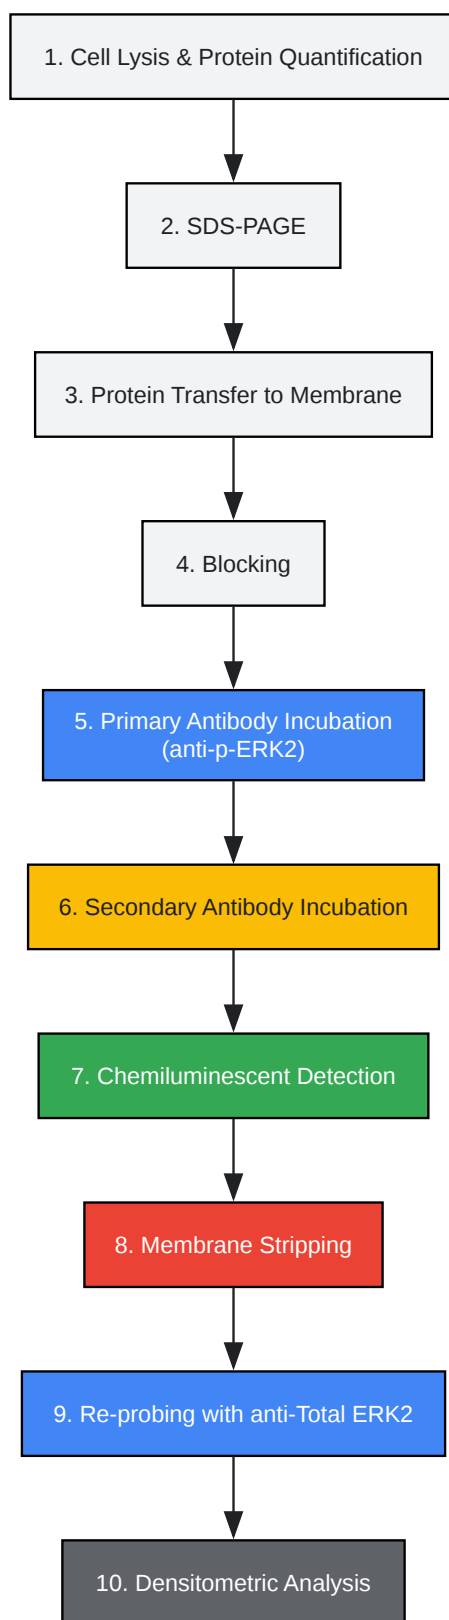 1. Cell Lysis & Protein Quantification
2. SDS-PAGE
3. Protein Transfer to Membrane
4. Blocking
5. Primary Antibody Incubation
(anti-p-ERK2)
6. Secondary Antibody Incubation
7. Chemiluminescent Detection
8. Membrane Stripping
9. Re-probing with anti-Total ERK2
10. Densitometric Analysis